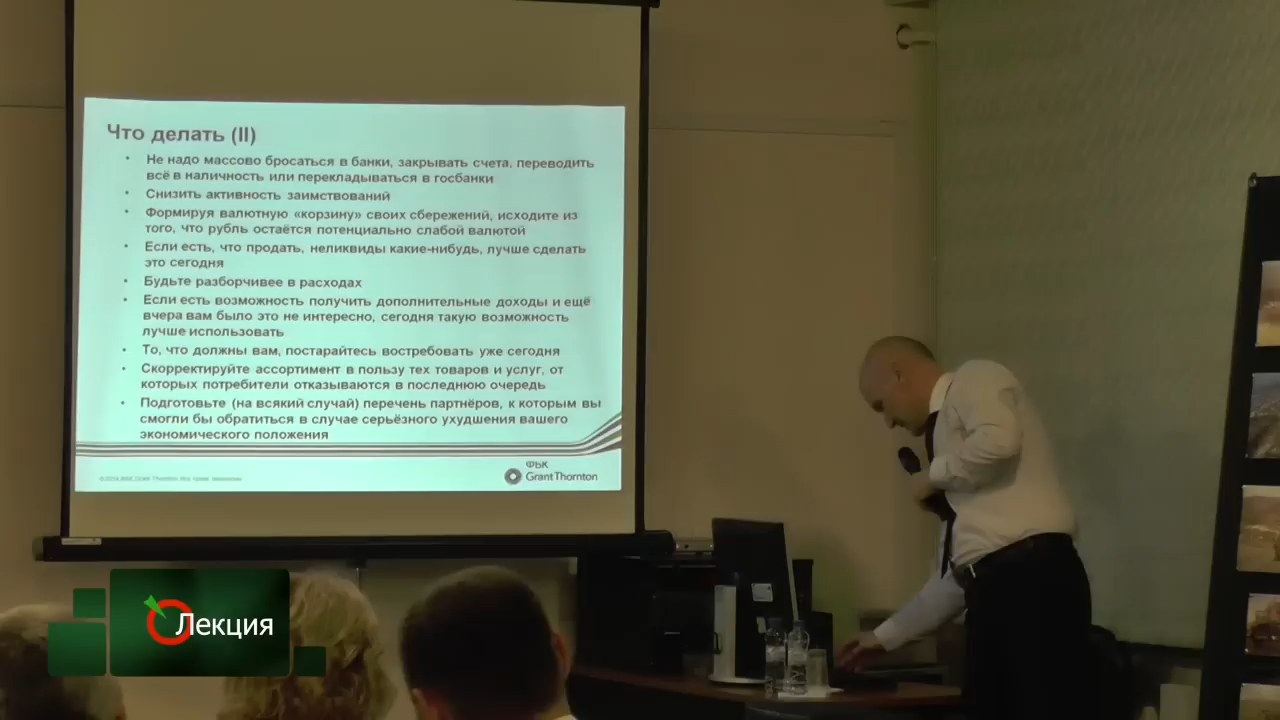 Что делать (II)
• Не надо массово бросаться в банки, закрывать счета, переводить
всё в наличность или перекладываться в госбанки
• Снизить активность заимствований
• Формируя валютную «корзину» своих сбережений, исходите из
того, что рубль остаётся потенциально слабой валютой
• Если есть, что продать, неликвиды какие-нибудь, лучше сделать
это сегодня
• Будьте разборчивее в расходах
• Если есть возможность получить дополнительные доходы и ещё
вчера вам было это не интересно, сегодня такую возможность
лучше использовать
• То, что должны вам, постарайтесь востребовать уже сегодня
• Скорректируйте ассортимент в пользу тех товаров и услуг, от
которых потребители отказываются в последнюю очередь
• Подготовьте (на всякий случай) перечень партнёров, к которым вы
смогли бы обратиться в случае серьёзного ухудшения вашего
экономического положения
ФБК
Grant Thornton
Лекция